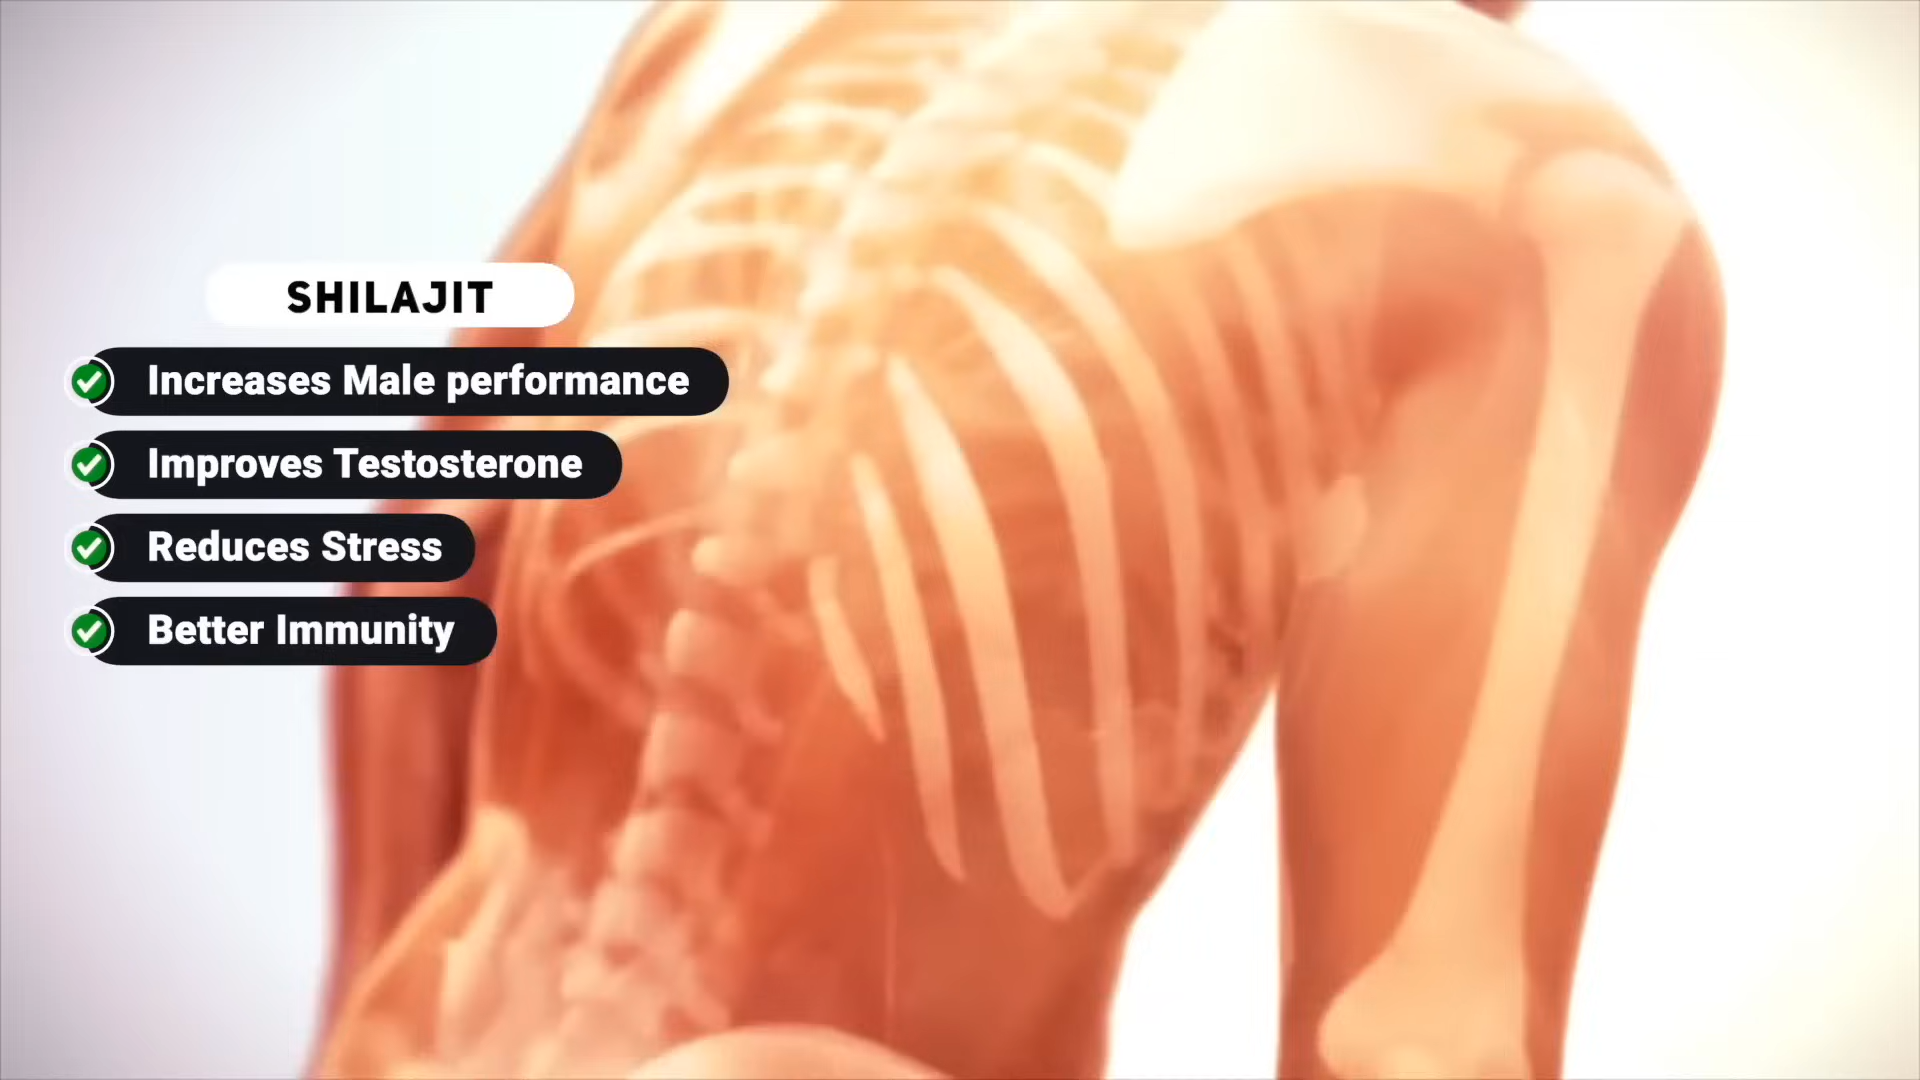 SHILAJIT
Increases Male performance
Improves Testosterone
Reduces Stress
Better Immunity